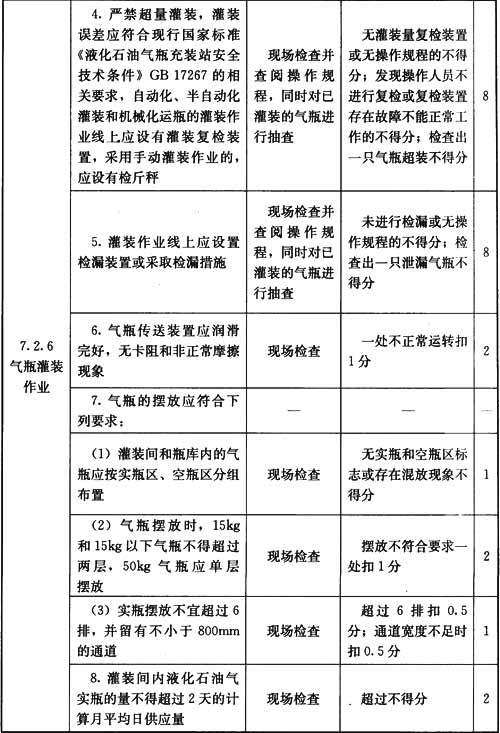 4. 严禁超量灌装，灌装
误差应符合现行国家标准
《液化石油气瓶充装站安全
技术条件》GB 17267 的相
关要求，自动化、半自动化
灌装和机械化运瓶的灌装作
业线上应设有灌装复检装
置，采用手动灌装作业的，
应设有检斤秤
现场检查并
查阅操作规
程，同时对已
灌装的气瓶进
行抽查
无灌装量复检装置
或无操作规程的不得
分；发现操作人员不
进行复检或复检装置
存在故障不能正常工
作的不得分；检查出
一只气瓶超装不得分
8
5. 灌装作业线上应设置
检漏装置或采取检漏措施
现场检查并
查阅操作规
程，同时对已
灌装的气瓶进
行抽查
未进行检漏或无操
作规程的不得分；检
查出一只泄漏气瓶不
得分
8
7.2.6
气瓶灌装
作业
6. 气瓶传送装置应润滑
完好，无卡阻和非正常摩擦
现象
现场检查
一处不正常运转扣
1分
2
7. 气瓶的摆放应符合下
列要求：
—
—
—
（1）灌装间和瓶库内的气
瓶应按实瓶区、空瓶区分组
布置
现场检查
无实瓶和空瓶区标
志或存在混放现象不
得分
1
（2）气瓶摆放时，15kg
和15kg以下气瓶不得超过
两层，50kg 气瓶应单层
摆放
现场检查
摆放不符合要求一
处扣1分
2
（3）实瓶摆放不宜超过6
排，并留有不小于800mm
的通道
现场检查
超过 6 排扣 0.5
分；通道宽度不足时
扣0.5分
1
8. 灌装间内液化石油气
实瓶的量不得超过2天的计
算月平均日供应量
现场检查
超过不得分
2